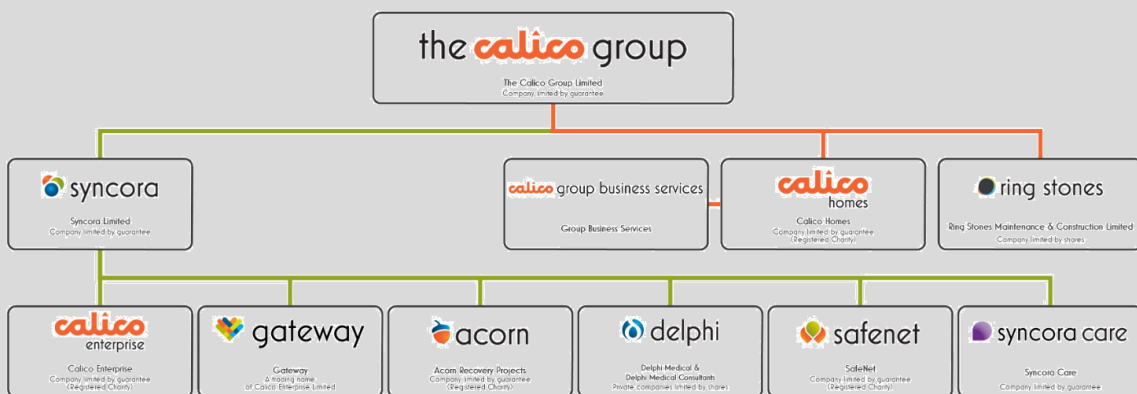 the calico group
The Calico Group Limited
Company limited by guarantee
syncora
Syncora Limited
Company limited by guarantee
calico group business services
Group Business Services
calico
homes
Calico Homes
Company limited by guarantee
(Registered Charity)
ring stones
Ring Stones Maintenance & Construction Limited
Company limited by shares
calico
enterprise
Calico Enterprise
Company limited by guarantee
(Registered Charity)
gateway
Gateway
A trading name
of Calico Enterprise Limited
acorn
Acorn Recovery Projects
Company limited by guarantee
(Registered Charity)
delphi
Delphi Medical &
Delphi Medical Consultants
Private companies limited by shares
safenet
SafeNet
Company limited by guarantee
(Registered Charity)
syncora care
Syncora Care
Company limited by guarantee